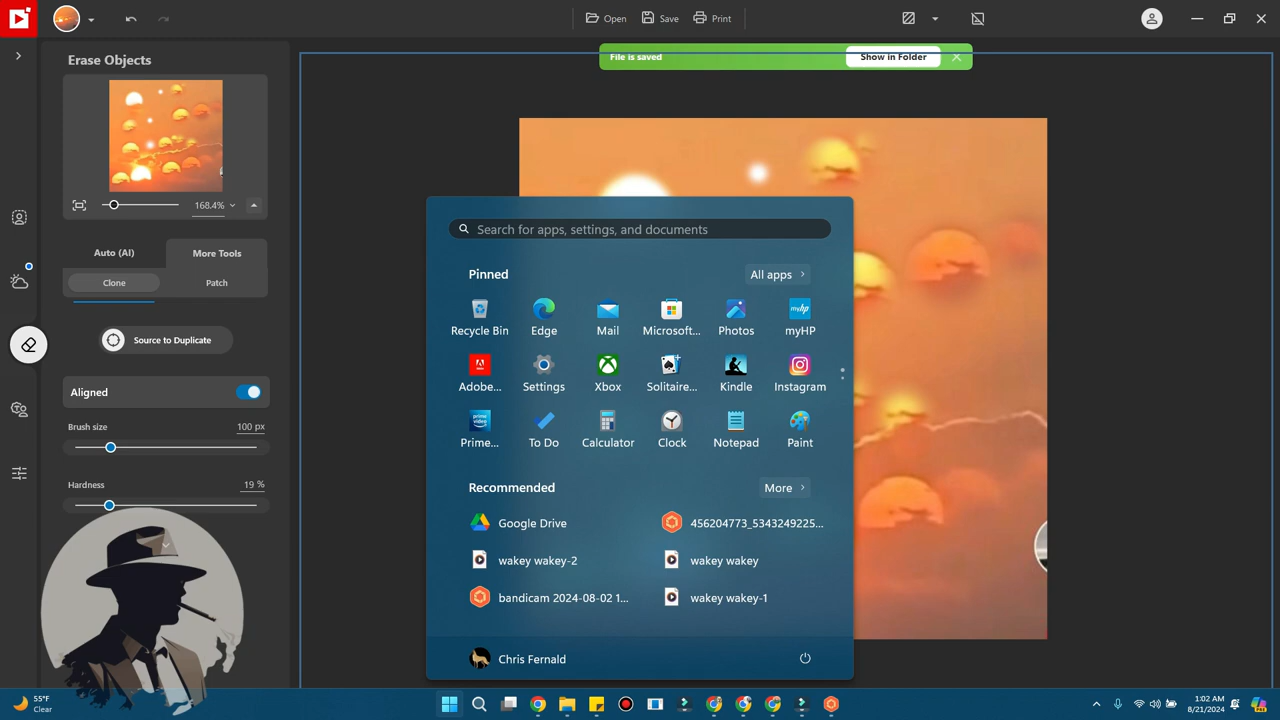 Open
Save
Print
Erase Objects
File is saved
Show in Folder
168.4%
Auto (AI)
More Tools
Clone
Patch
Source to Duplicate
Aligned
Brush size
100 px
Hardness
19 %
Search for apps, settings, and documents
Pinned
All apps
Recycle Bin
Edge
Mail
Microsoft...
Photos
myHP
Adobe...
Settings
Xbox
Solitaire...
Kindle
Instagram
Prime...
To Do
Calculator
Clock
Notepad
Paint
Recommended
More
Google Drive
456204773_5343249225...
wakey wakey-2
wakey wakey
bandicam 2024-08-02 1...
wakey wakey-1
Chris Fernald
55°F
Clear
1:02 AM
8/21/2024